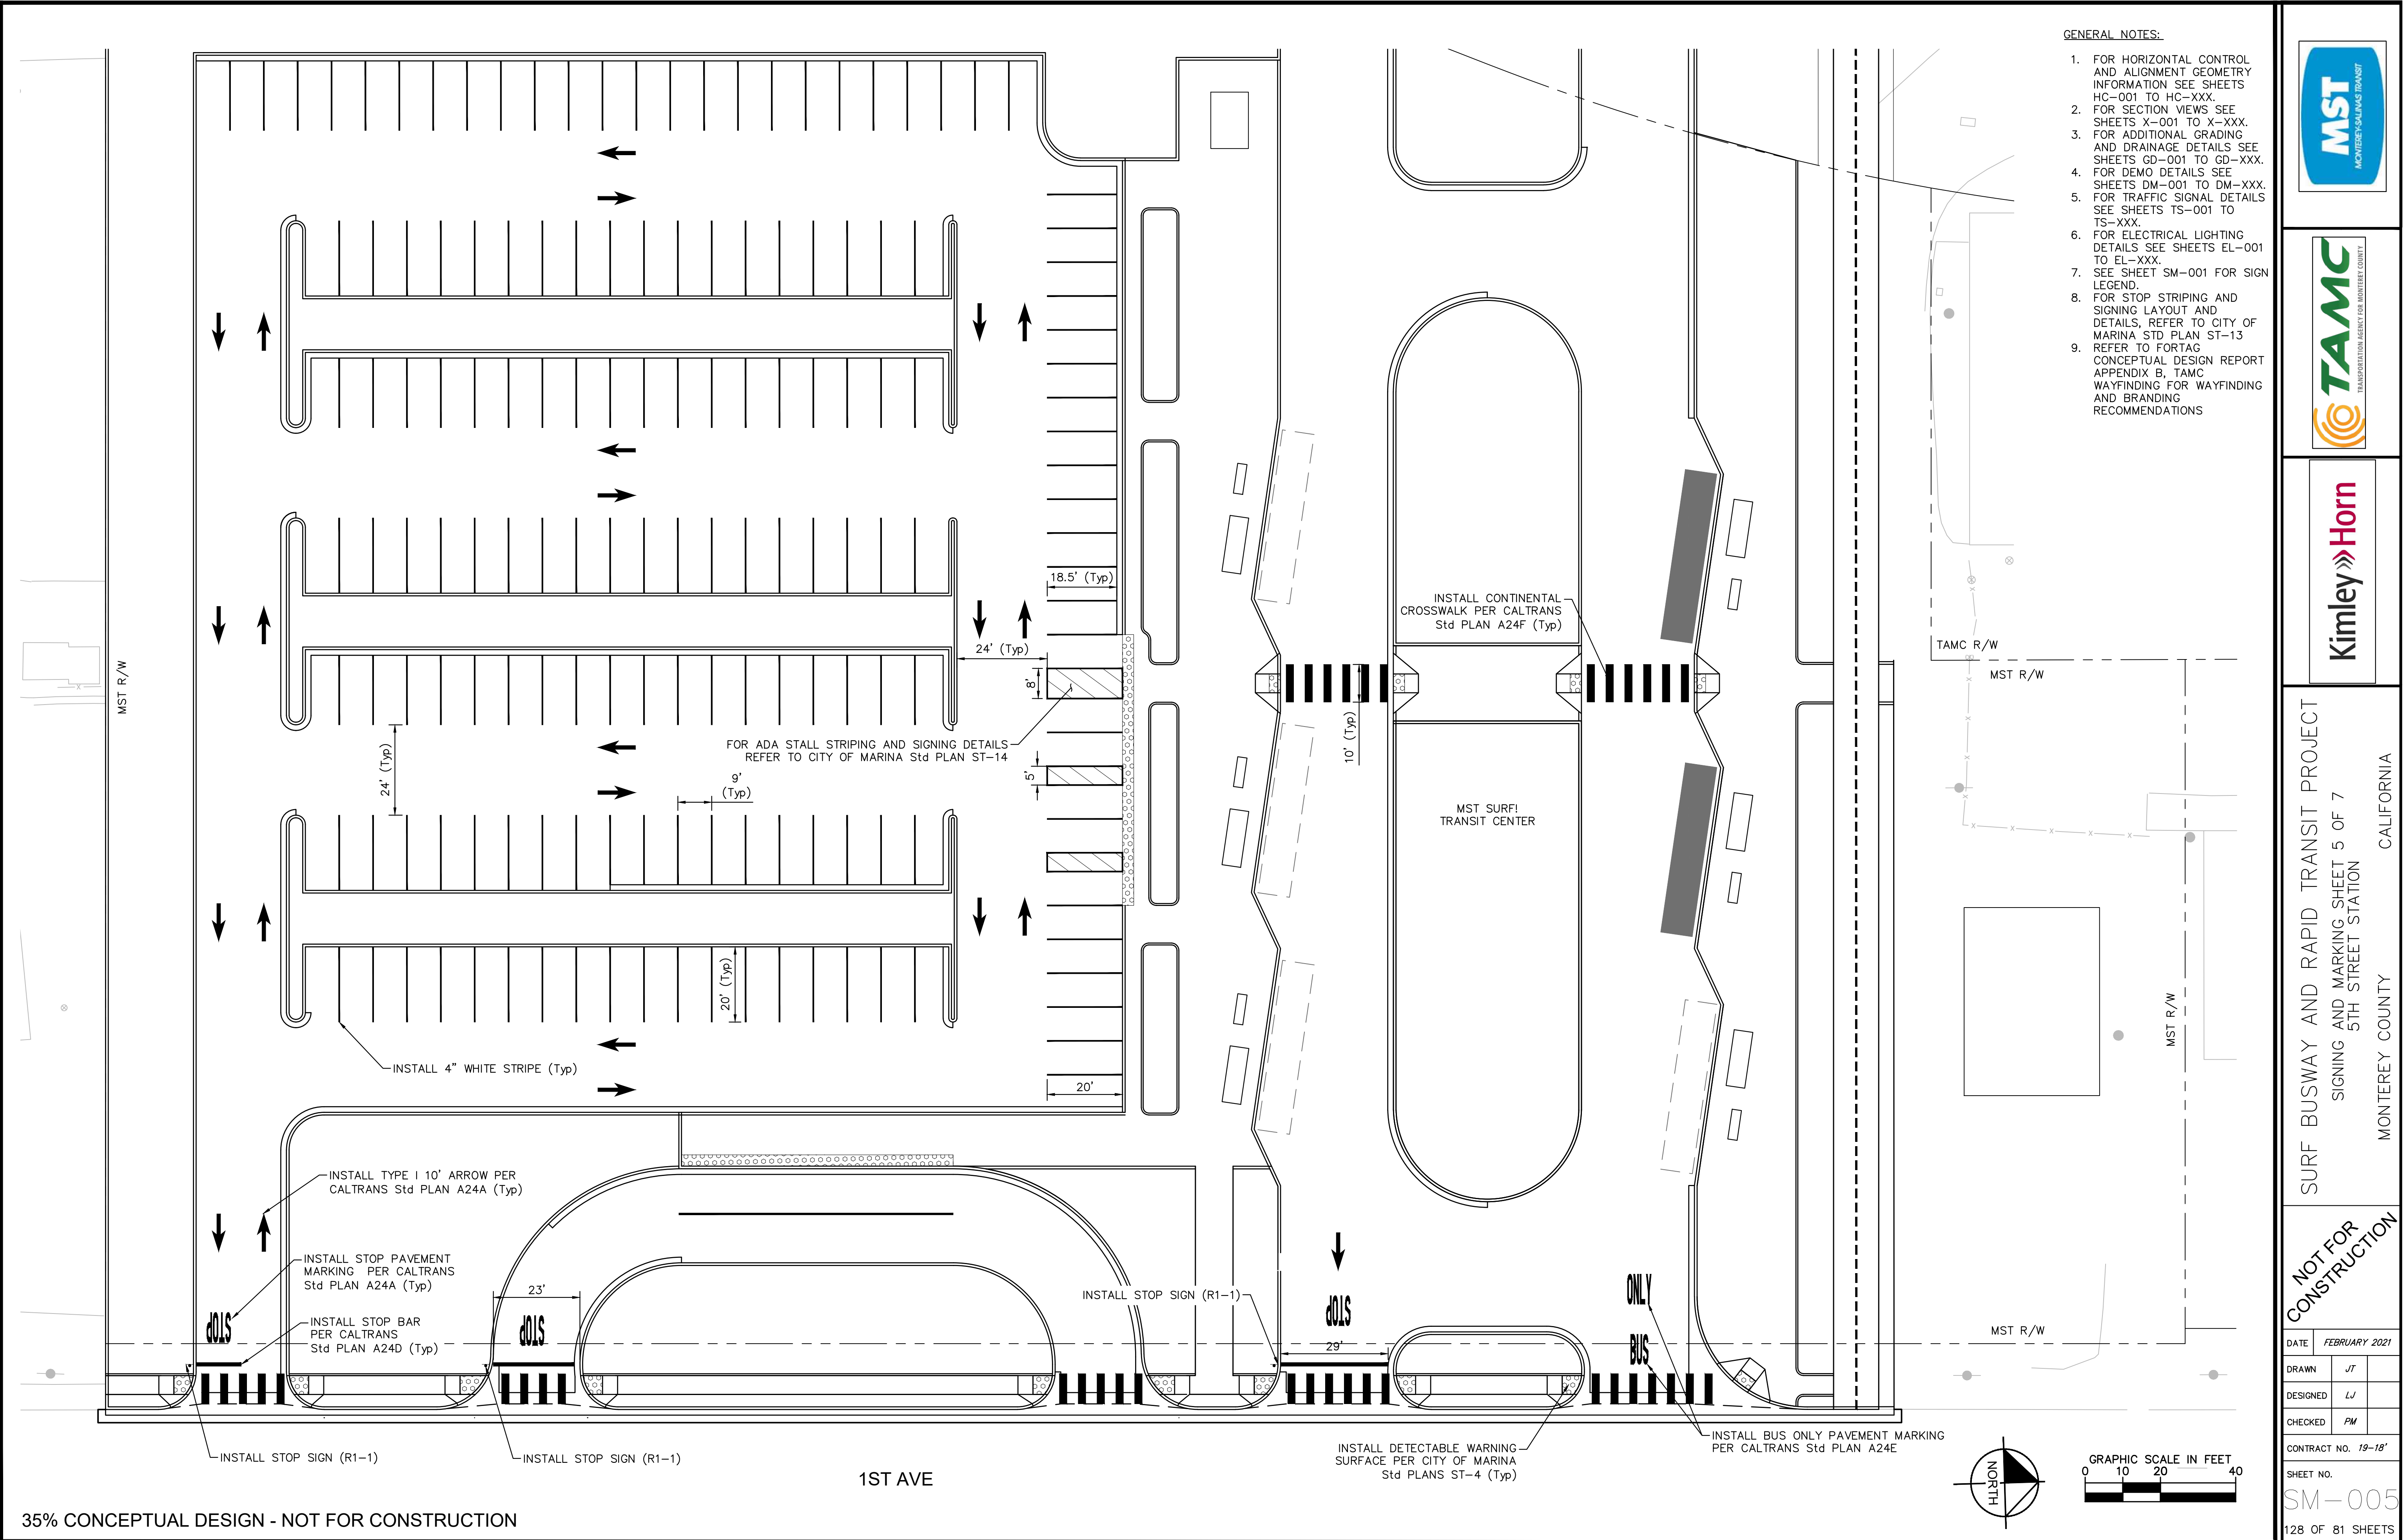 GENERAL NOTES:
1. FOR HORIZONTAL CONTROL
AND ALIGNMENT GEOMETRY
INFORMATION SEE SHEETS
HC-001 TO HC-XXX.
2. FOR SECTION VIEWS SEE
SHEETS X-001 TO X-XXX.
3. FOR ADDITIONAL GRADING
AND DRAINAGE DETAILS SEE
SHEETS GD-001 TO GD-XXX.
4. FOR DEMO DETAILS SEE
SHEETS DM-001 TO DM-XXX.
5. FOR TRAFFIC SIGNAL DETAILS
SEE SHEETS TS-001 TO
TS-XXX.
6. FOR ELECTRICAL LIGHTING
DETAILS SEE SHEETS EL-001
TO EL-XXX.
7. SEE SHEET SM-001 FOR SIGN
LEGEND.
8. FOR STOP STRIPING AND
SIGNING LAYOUT AND
DETAILS, REFER TO CITY OF
MARINA STD PLAN ST-13
9. REFER TO FORTAG
CONCEPTUAL DESIGN REPORT
APPENDIX B, TAMC
WAYFINDING FOR WAYFINDING
AND BRANDING
RECOMMENDATIONS
18.5' (Typ)
INSTALL CONTINENTAL
CROSSWALK PER CALTRANS
Std PLAN A24F (Typ)
24' (Typ)
8'
TAMC R/W
MST R/W
MST R/W
FOR ADA STALL STRIPING AND SIGNING DETAILS
REFER TO CITY OF MARINA Std PLAN ST-14
10' (Typ)
24' (Typ)
9'
(Typ)
5'
MST SURF!
TRANSIT CENTER
20' (Typ)
MST R/W
INSTALL 4" WHITE STRIPE (Typ)
20'
INSTALL TYPE I 10' ARROW PER
CALTRANS Std PLAN A24A (Typ)
INSTALL STOP PAVEMENT
MARKING PER CALTRANS
Std PLAN A24A (Typ)
INSTALL STOP BAR
PER CALTRANS
Std PLAN A24D (Typ)
23'
INSTALL STOP SIGN (R1-1)
STOP
STOP
STOP
29'
ONLY
BUS
MST R/W
INSTALL STOP SIGN (R1-1)
INSTALL STOP SIGN (R1-1)
1ST AVE
INSTALL DETECTABLE WARNING
SURFACE PER CITY OF MARINA
Std PLANS ST-4 (Typ)
INSTALL BUS ONLY PAVEMENT MARKING
PER CALTRANS Std PLAN A24E
NORTH
GRAPHIC SCALE IN FEET
0 10 20 40
35% CONCEPTUAL DESIGN - NOT FOR CONSTRUCTION
MST
MONTEREY-SALINAS TRANSIT
TAMC
TRANSPORTATION AGENCY FOR MONTEREY COUNTY
Kimley»Horn
SURF BUSWAY AND RAPID TRANSIT PROJECT
SIGNING AND MARKING SHEET 5 OF 7
5TH STREET STATION
MONTEREY COUNTY CALIFORNIA
NOT FOR
CONSTRUCTION
DATE FEBRUARY 2021
DRAWN JT
DESIGNED LJ
CHECKED PM
CONTRACT NO. 19-18'
SHEET NO.
SM-005
128 OF 81 SHEETS